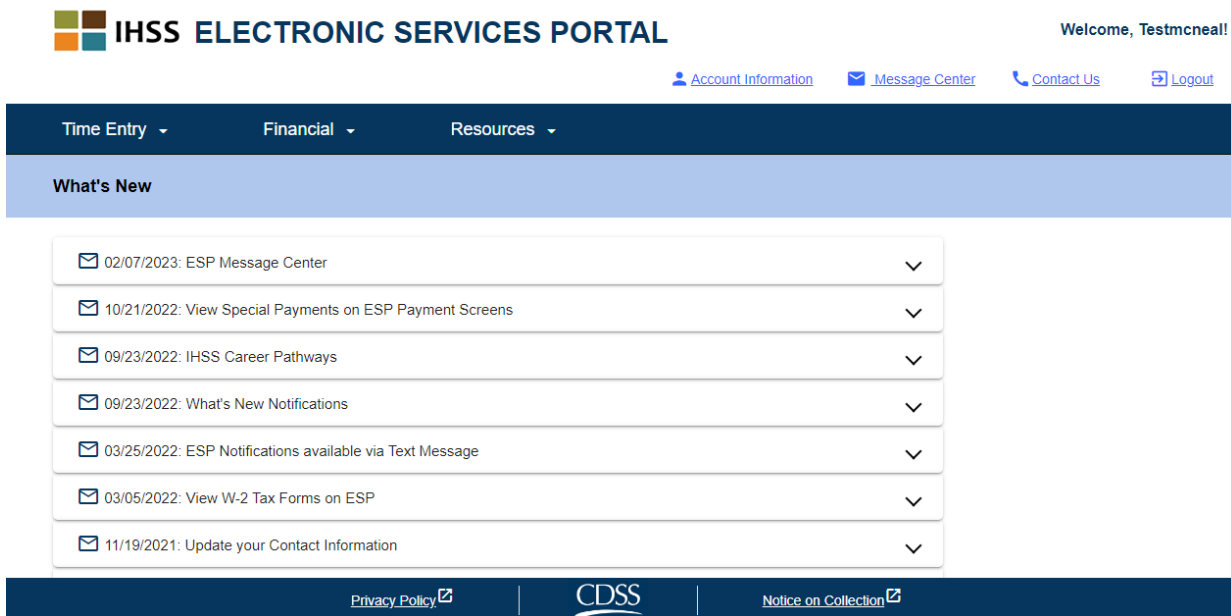 IHSS ELECTRONIC SERVICES PORTAL
Welcome, Testmcneal!
Account Information Message Center Contact Us Logout
Time Entry Financial Resources
What's New
02/07/2023: ESP Message Center
10/21/2022: View Special Payments on ESP Payment Screens
09/23/2022: IHSS Career Pathways
09/23/2022: What's New Notifications
03/25/2022: ESP Notifications available via Text Message
03/05/2022: View W-2 Tax Forms on ESP
11/19/2021: Update your Contact Information
Privacy Policy CDSS Notice on Collection